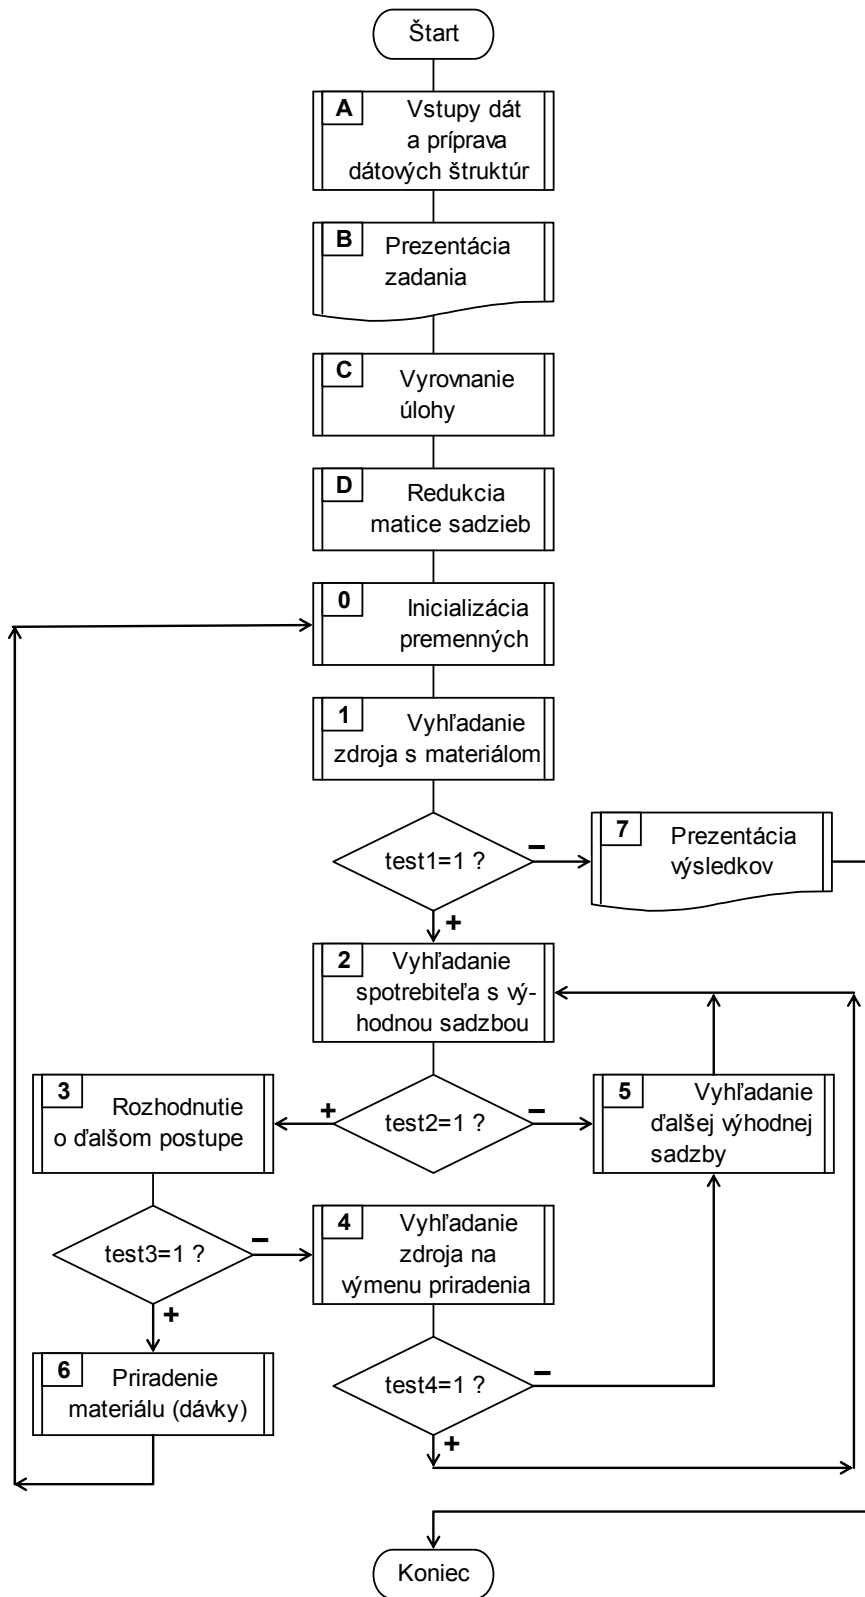 Štart
A Vstupy dát
a príprava
dátových štruktúr
B Prezentácia
zadania
C Vyrovnanie
úlohy
D Redukcia
matice sadzieb
0 Inicializácia
premenných
1 Vyhľadanie
zdroja s materiálom
test1=1 ?
–
7 Prezentácia
výsledkov
+
2 Vyhľadanie
spotrebiteľa s vý-
hodnou sadzbou
3 Rozhodnutie
o ďalšom postupe
+
test2=1 ?
–
5 Vyhľadanie
ďalšej výhodnej
sadzby
test3=1 ?
–
4 Vyhľadanie
zdroja na
výmenu priradenia
+
6 Priradenie
materiálu (dávky)
test4=1 ?
–
+
Koniec